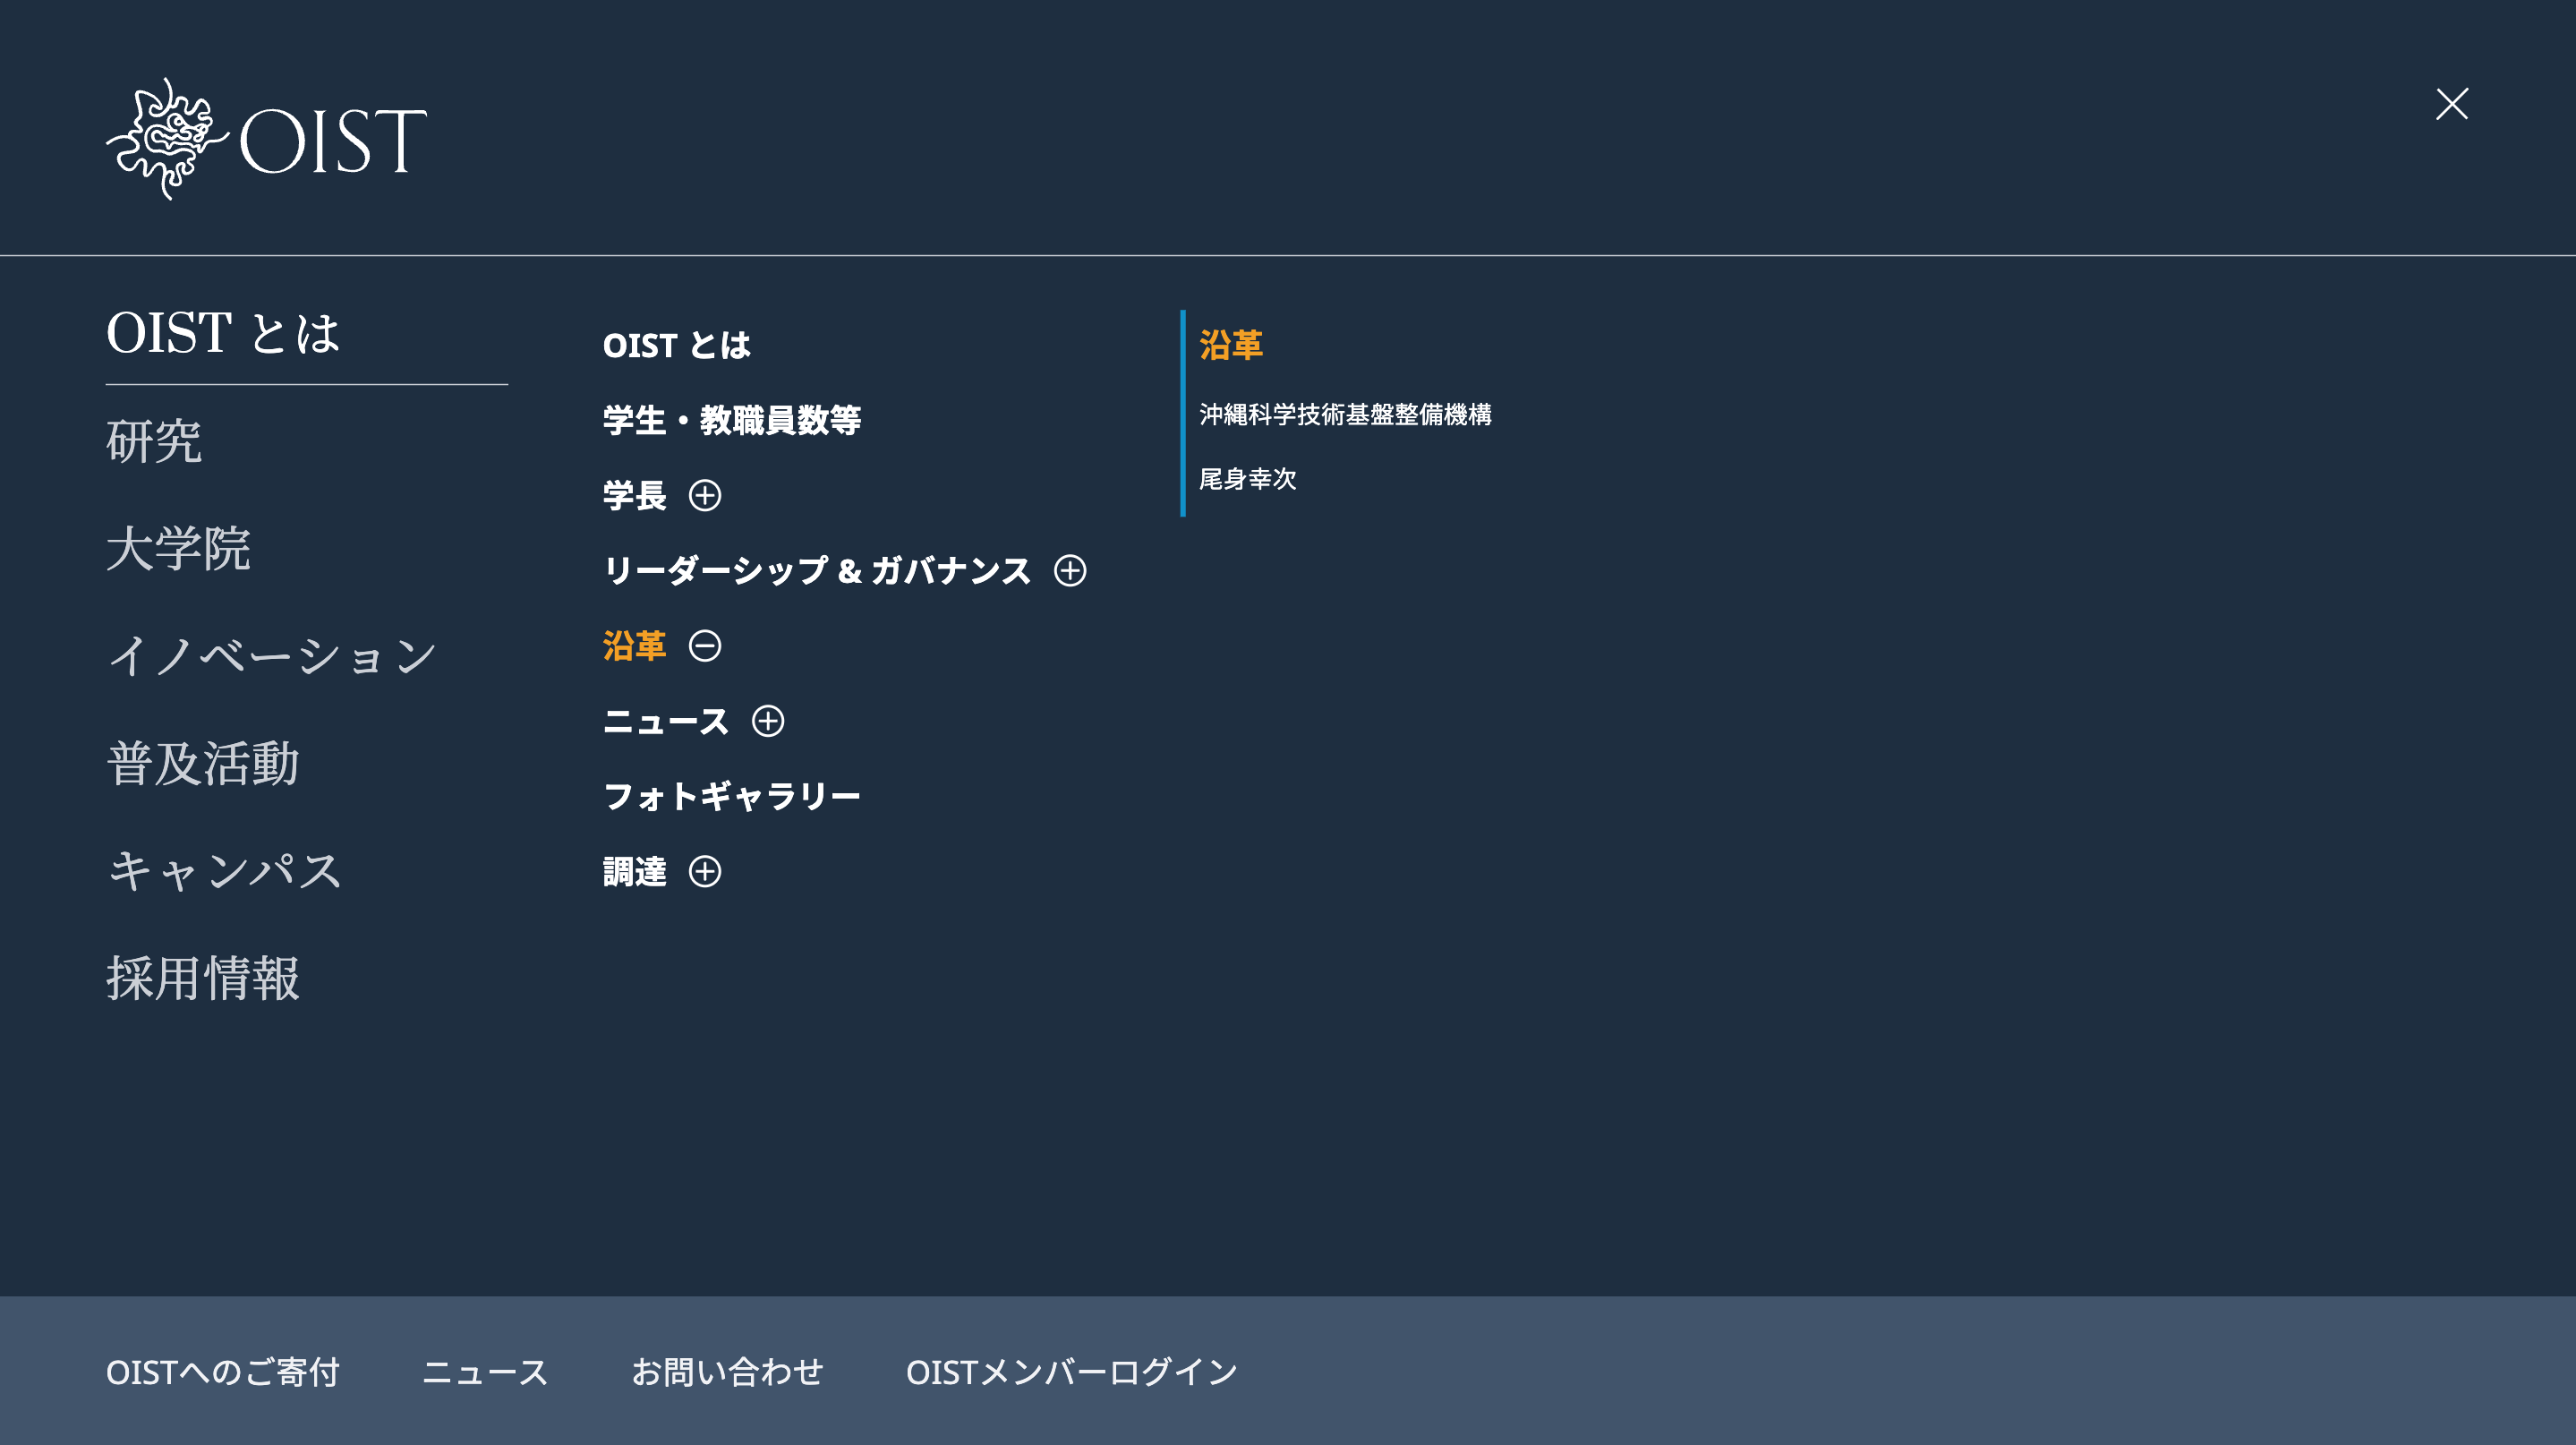 OIST
OIST とは
研究
大学院
イノベーション
普及活動
キャンパス
採用情報
OIST とは
学生・教職員数等
学長
リーダーシップ & ガバナンス
沿革
ニュース
フォトギャラリー
調達
沿革
沖縄科学技術基盤整備機構
尾身幸次
OISTへのご寄付
ニュース
お問い合わせ
OISTメンバーログイン